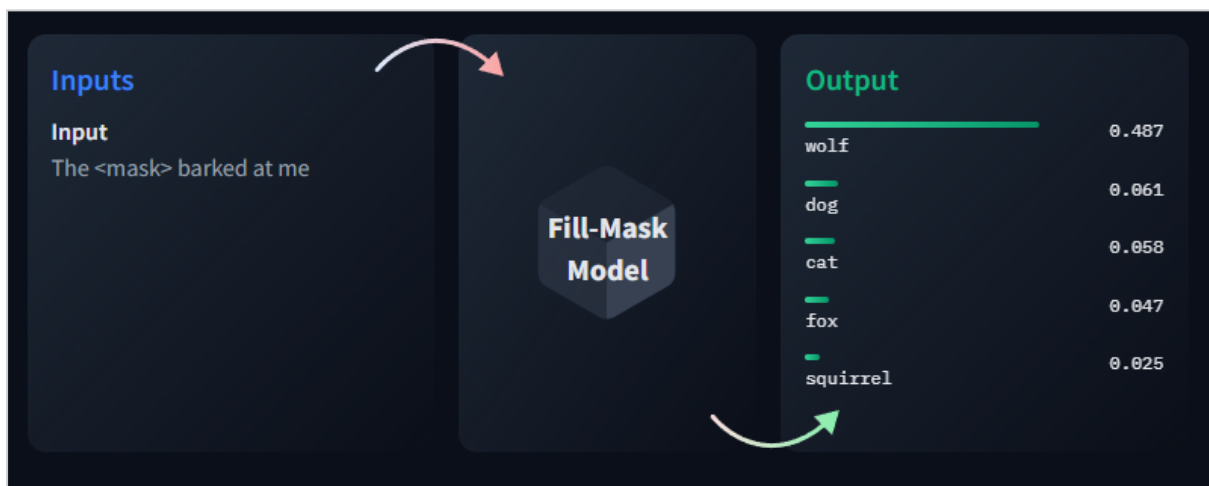 Inputs
Input
The <mask> barked at me
Fill-Mask
Model
Output
wolf 0.487
dog 0.061
cat 0.058
fox 0.047
squirrel 0.025